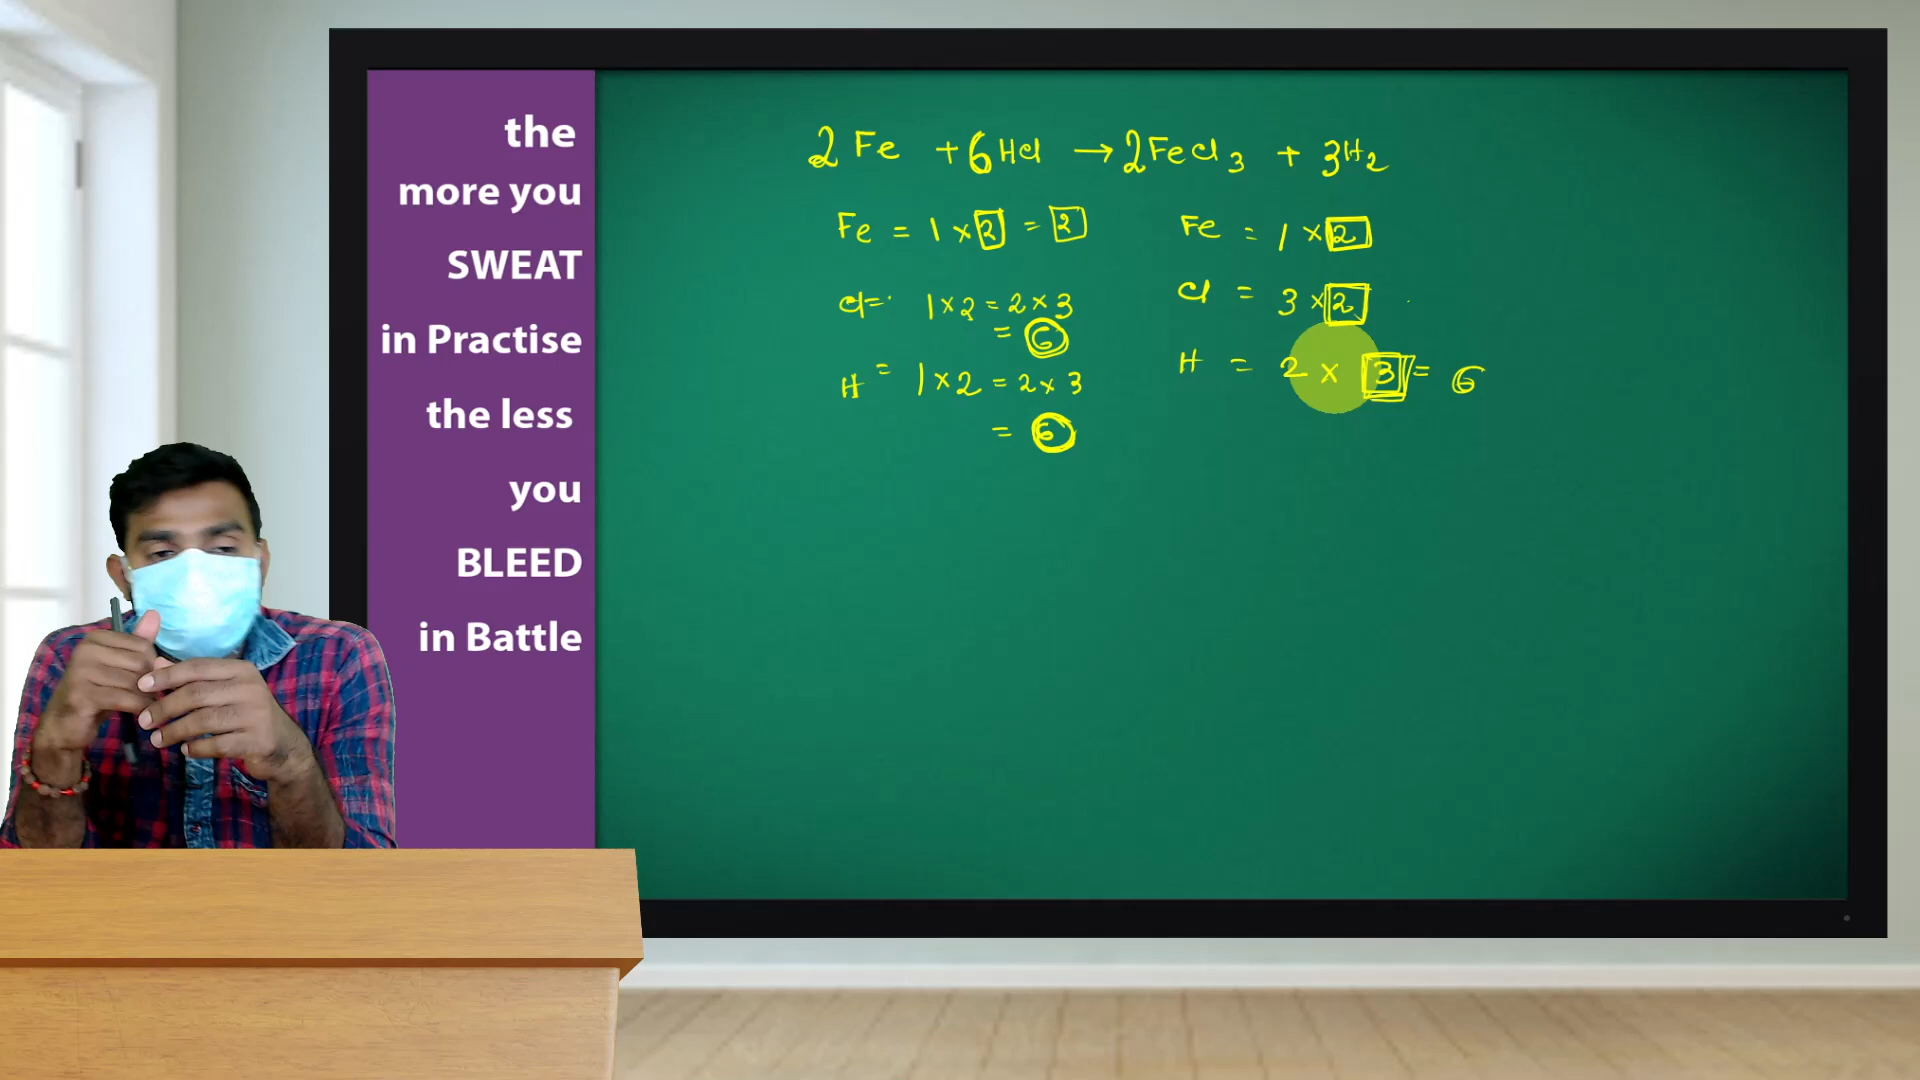 the
more you
SWEAT
in Practise
the less
you
BLEED
in Battle
2 Fe + 6 HCl → 2 FeCl3 + 3H2
Fe = 1 × 2 = 2
Cl = 1 × 2 = 2 × 3
= 6
H = 1 × 2 = 2 × 3
= 6
Fe = 1 × 2
Cl = 3 × 2
H = 2 × 3 = 6